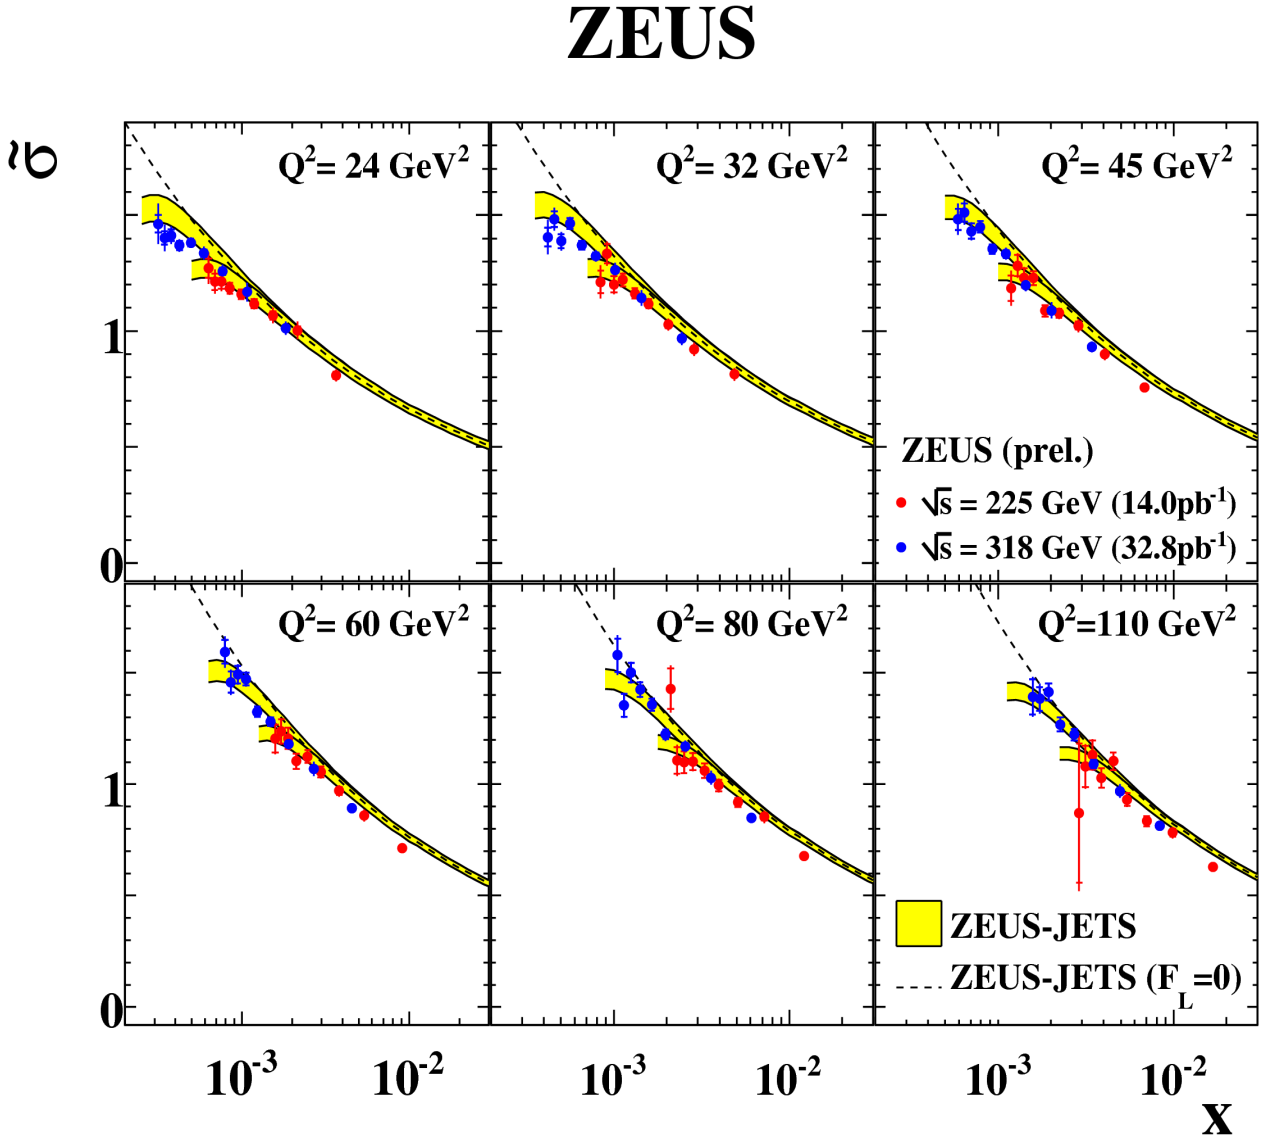 ZEUS
σ̃
Q²= 24 GeV²
Q²= 32 GeV²
Q²= 45 GeV²
1
0
ZEUS (prel.)
√s = 225 GeV (14.0pb⁻¹)
√s = 318 GeV (32.8pb⁻¹)
Q²= 60 GeV²
Q²= 80 GeV²
Q²=110 GeV²
1
0
ZEUS-JETS
ZEUS-JETS (F_L=0)
10⁻³ 10⁻² 10⁻³ 10⁻² 10⁻³ 10⁻²
x